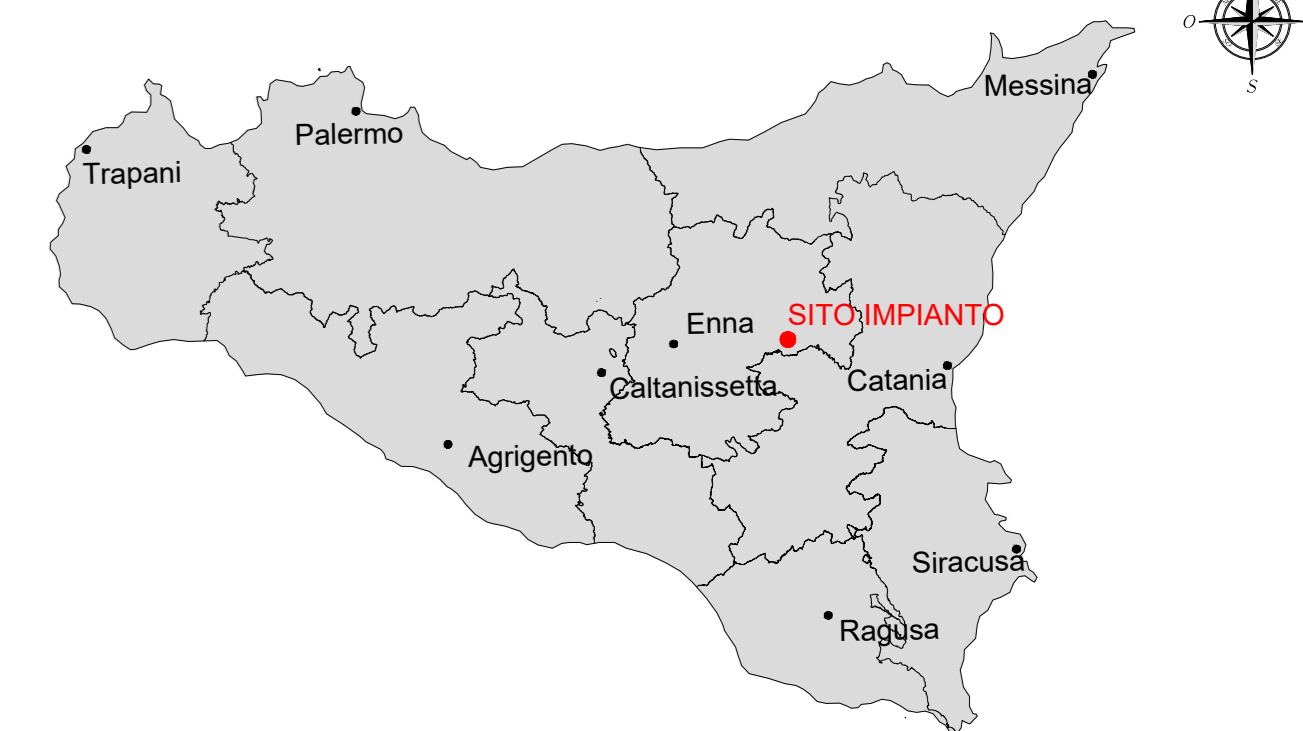 O
S
Messina
Palermo
Trapani
SITO IMPIANTO
Enna
Catania
Caltanissetta
Agrigento
Siracusa
Ragusa